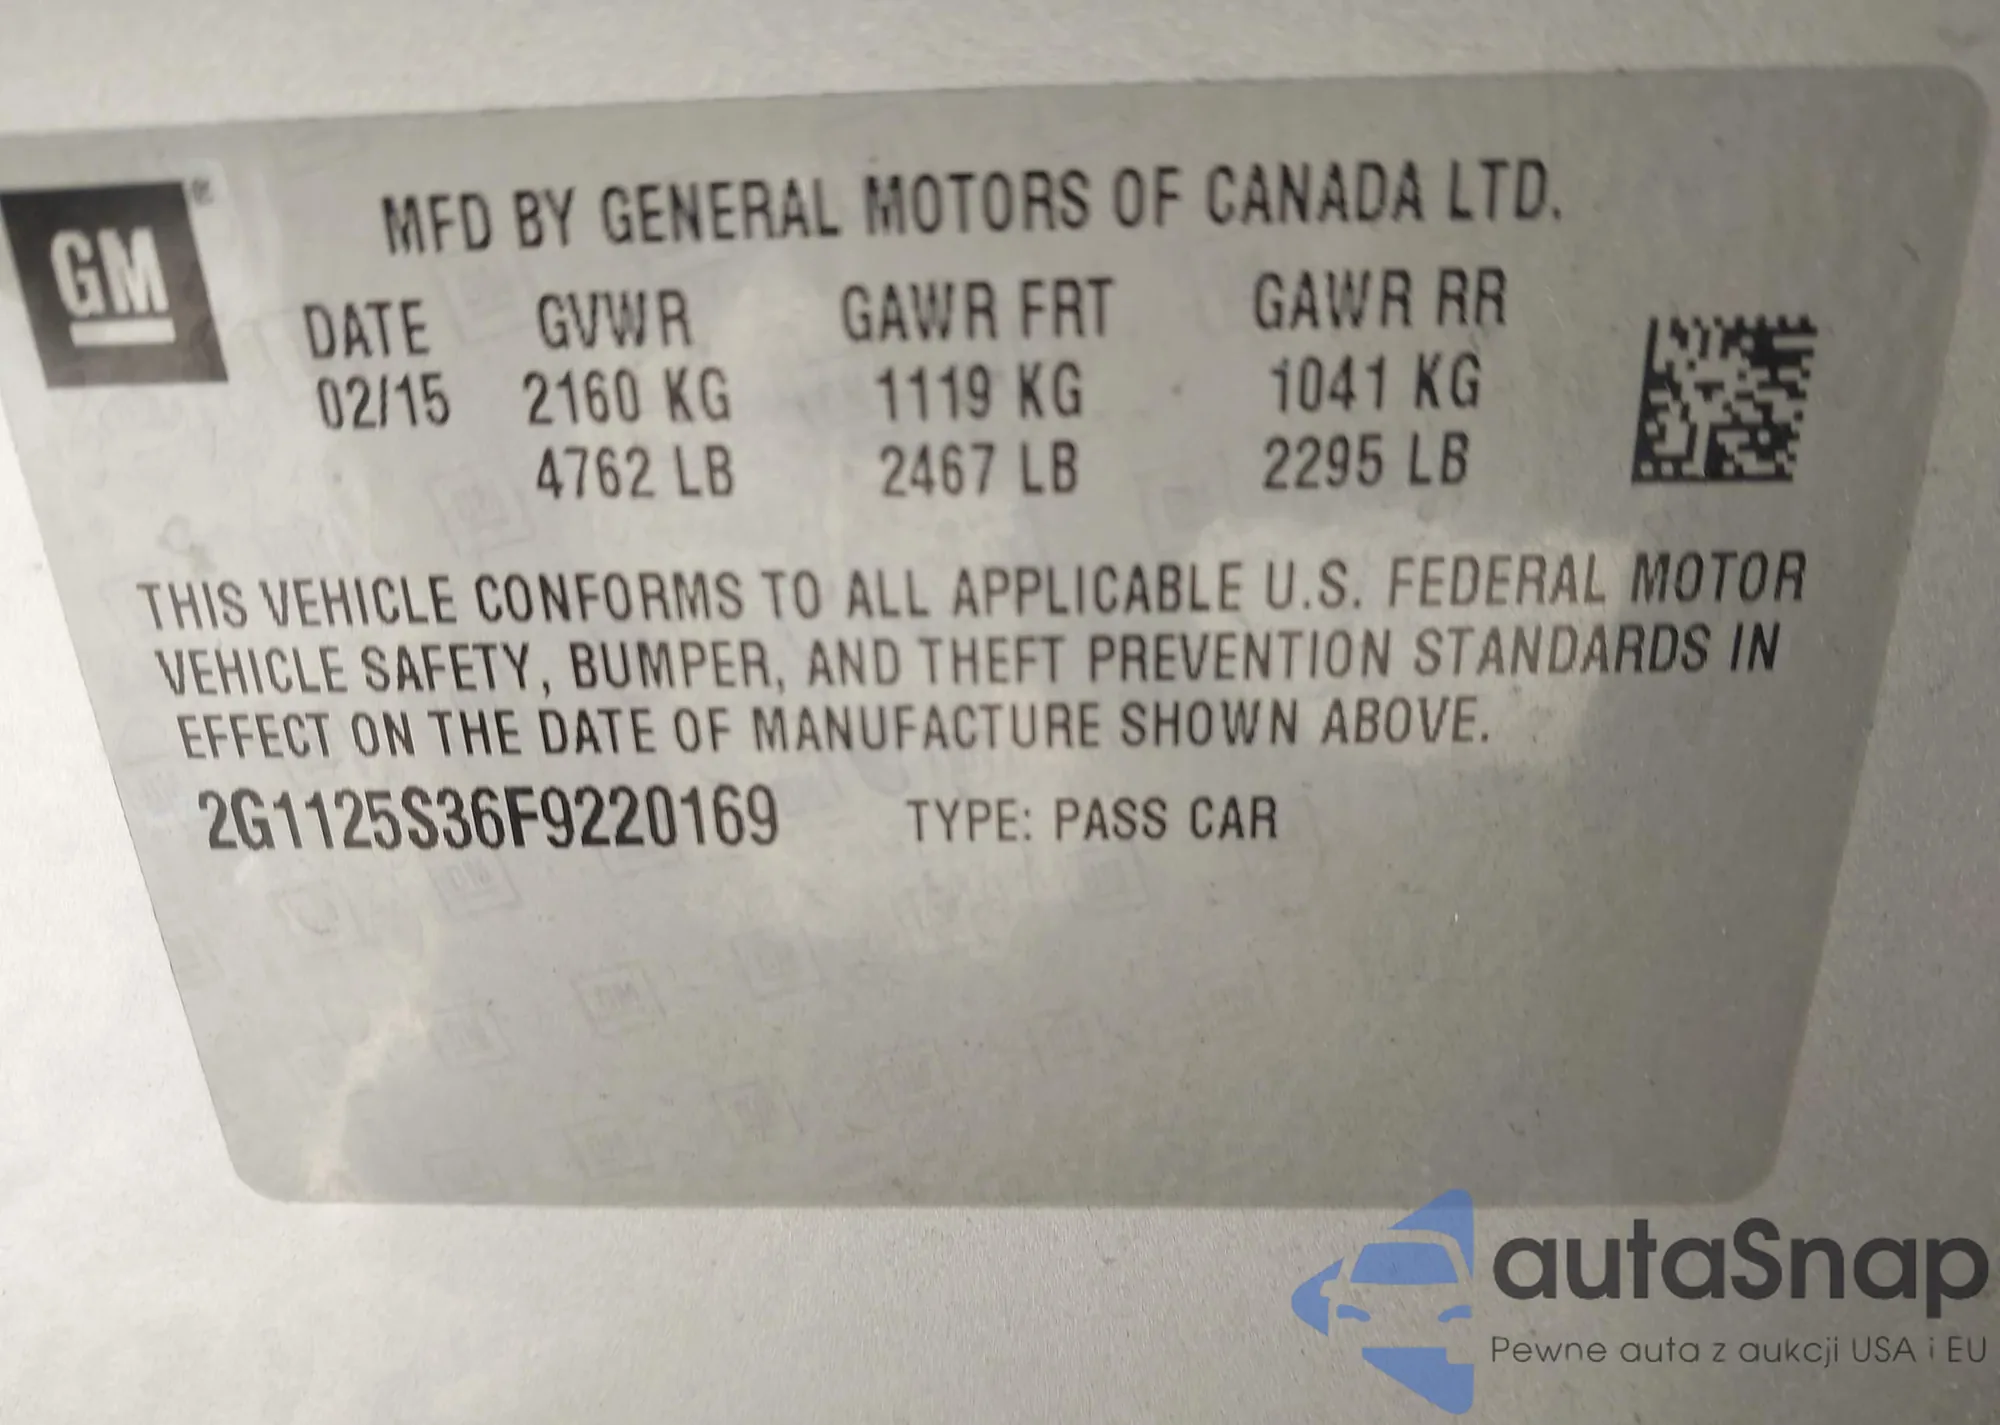 GM ®
MFD BY GENERAL MOTORS OF CANADA LTD.
DATE GVWR GAWR FRT GAWR RR
02/15 2160 KG 1119 KG 1041 KG
4762 LB 2467 LB 2295 LB
THIS VEHICLE CONFORMS TO ALL APPLICABLE U.S. FEDERAL MOTOR
VEHICLE SAFETY, BUMPER, AND THEFT PREVENTION STANDARDS IN
EFFECT ON THE DATE OF MANUFACTURE SHOWN ABOVE.
2G1125S36F9220169 TYPE: PASS CAR
autaSnap
Pewne auta z aukcji USA i EU